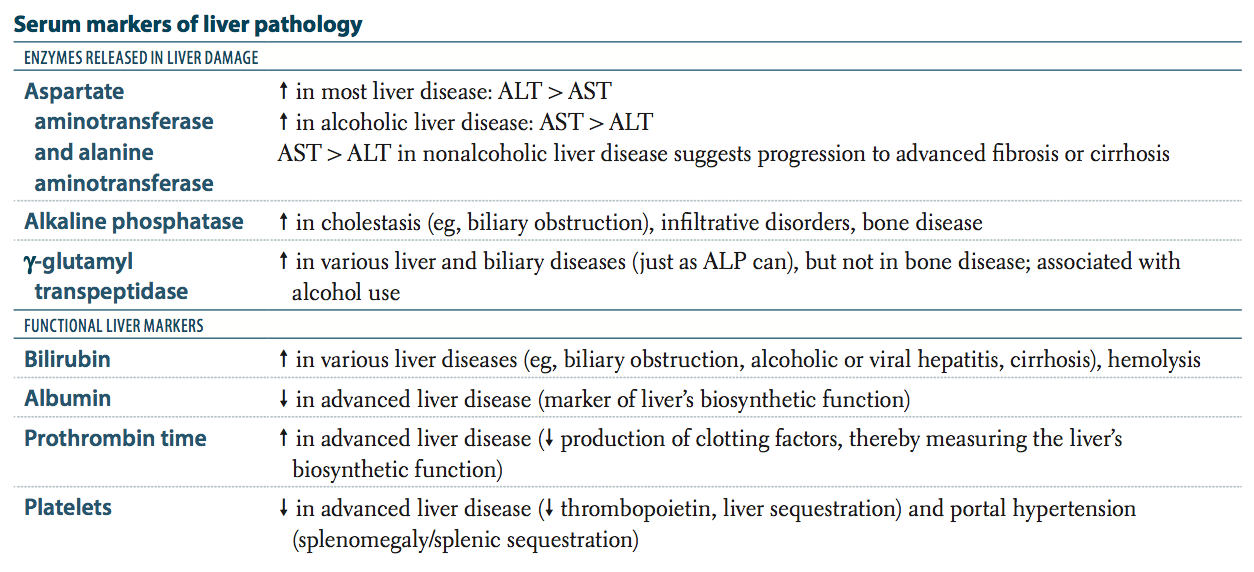 Serum markers of liver pathology
ENZYMES RELEASED IN LIVER DAMAGE
Aspartate aminotransferase and alanine aminotransferase
↑ in most liver disease: ALT > AST
↑ in alcoholic liver disease: AST > ALT
AST > ALT in nonalcoholic liver disease suggests progression to advanced fibrosis or cirrhosis
Alkaline phosphatase
↑ in cholestasis (eg, biliary obstruction), infiltrative disorders, bone disease
γ-glutamyl
transpeptidase
↑ in various liver and biliary diseases (just as ALP can), but not in bone disease; associated with
alcohol use
FUNCTIONAL LIVER MARKERS
Bilirubin
↑ in various liver diseases (eg, biliary obstruction, alcoholic or viral hepatitis, cirrhosis), hemolysis
Albumin
↓ in advanced liver disease (marker of liver's biosynthetic function)
Prothrombin time
↑ in advanced liver disease (↓ production of clotting factors, thereby measuring the liver's
biosynthetic function)
Platelets
↓ in advanced liver disease (↓ thrombopoietin, liver sequestration) and portal hypertension
(splenomegaly/splenic sequestration)